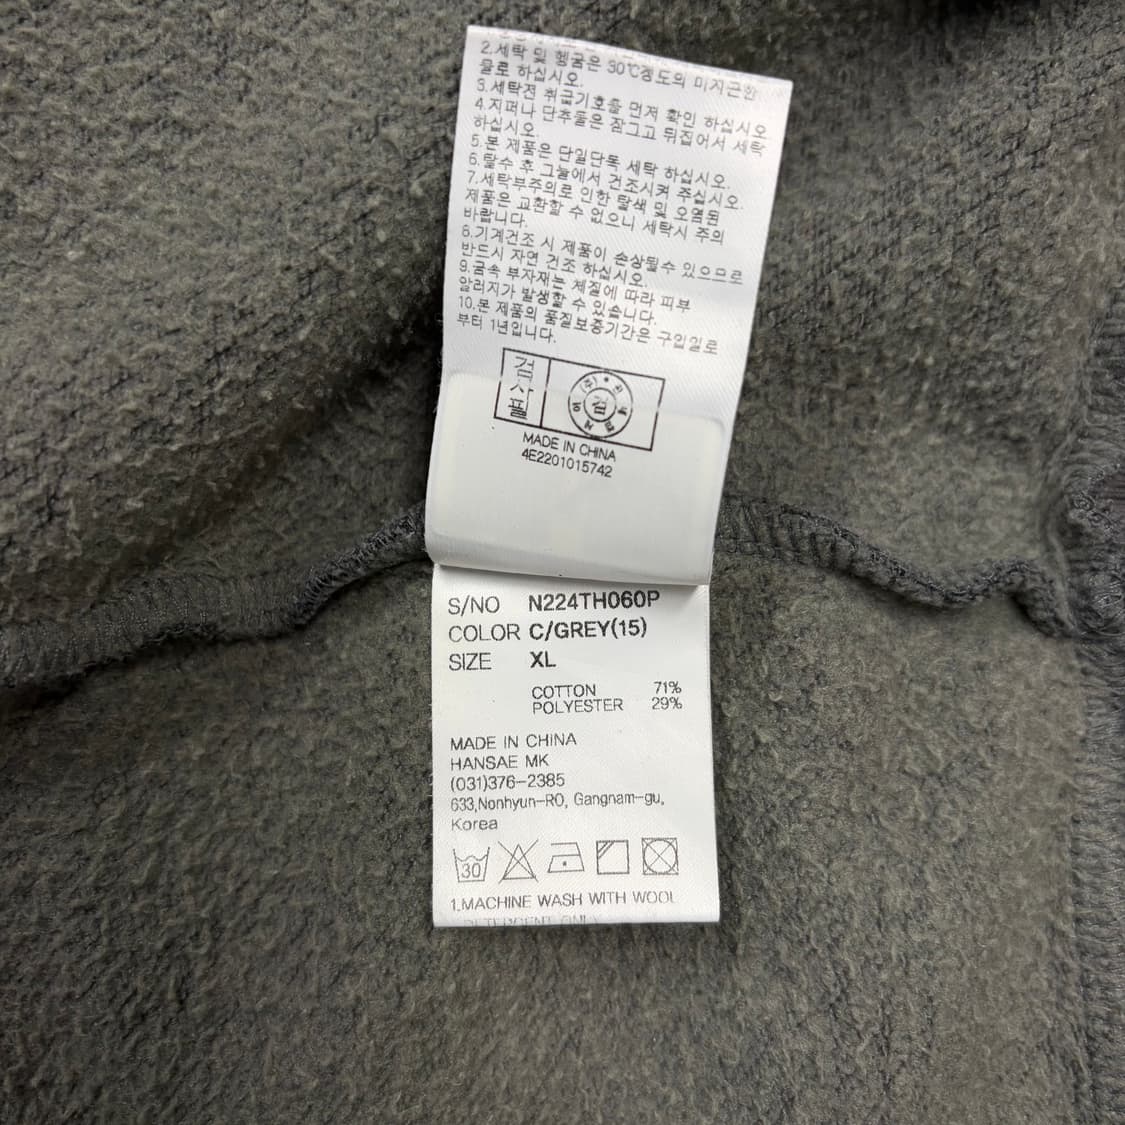 2.세탁 및 헹굼은 30℃정도의 미지근한
물로 하십시오.
3.세탁전 취급기호를 먼저 확인 하십시오
4.지퍼나 단추들은 잠그고 뒤집어서 세탁
하십시오.
5.본 제품은 단일단독 세탁 하십시오.
6.탈수 후 그늘에서 건조시켜 주십시오.
7.세탁부주의로 인한 탈색 및 오염된
제품은 교환할 수 없으니 세탁시 주의
바랍니다.
8.기계건조 시 제품이 손상될수 있으므로
반드시 자연 건조 하십시오.
9.금속 부자재는 체질에 따라 피부
알러지가 발생할 수 있습니다.
10.본 제품의 품질보증기간은 구입일로
부터 1년입니다.
검사필
검
MADE IN CHINA
4E2201015742
S/NO N224TH060P
COLOR C/GREY(15)
SIZE XL
COTTON 71%
POLYESTER 29%
MADE IN CHINA
HANSAE MK
(031)376-2385
633,Nonhyun-RO, Gangnam-gu,
Korea
30
1.MACHINE WASH WITH WOOL
DETERGENT ONLY